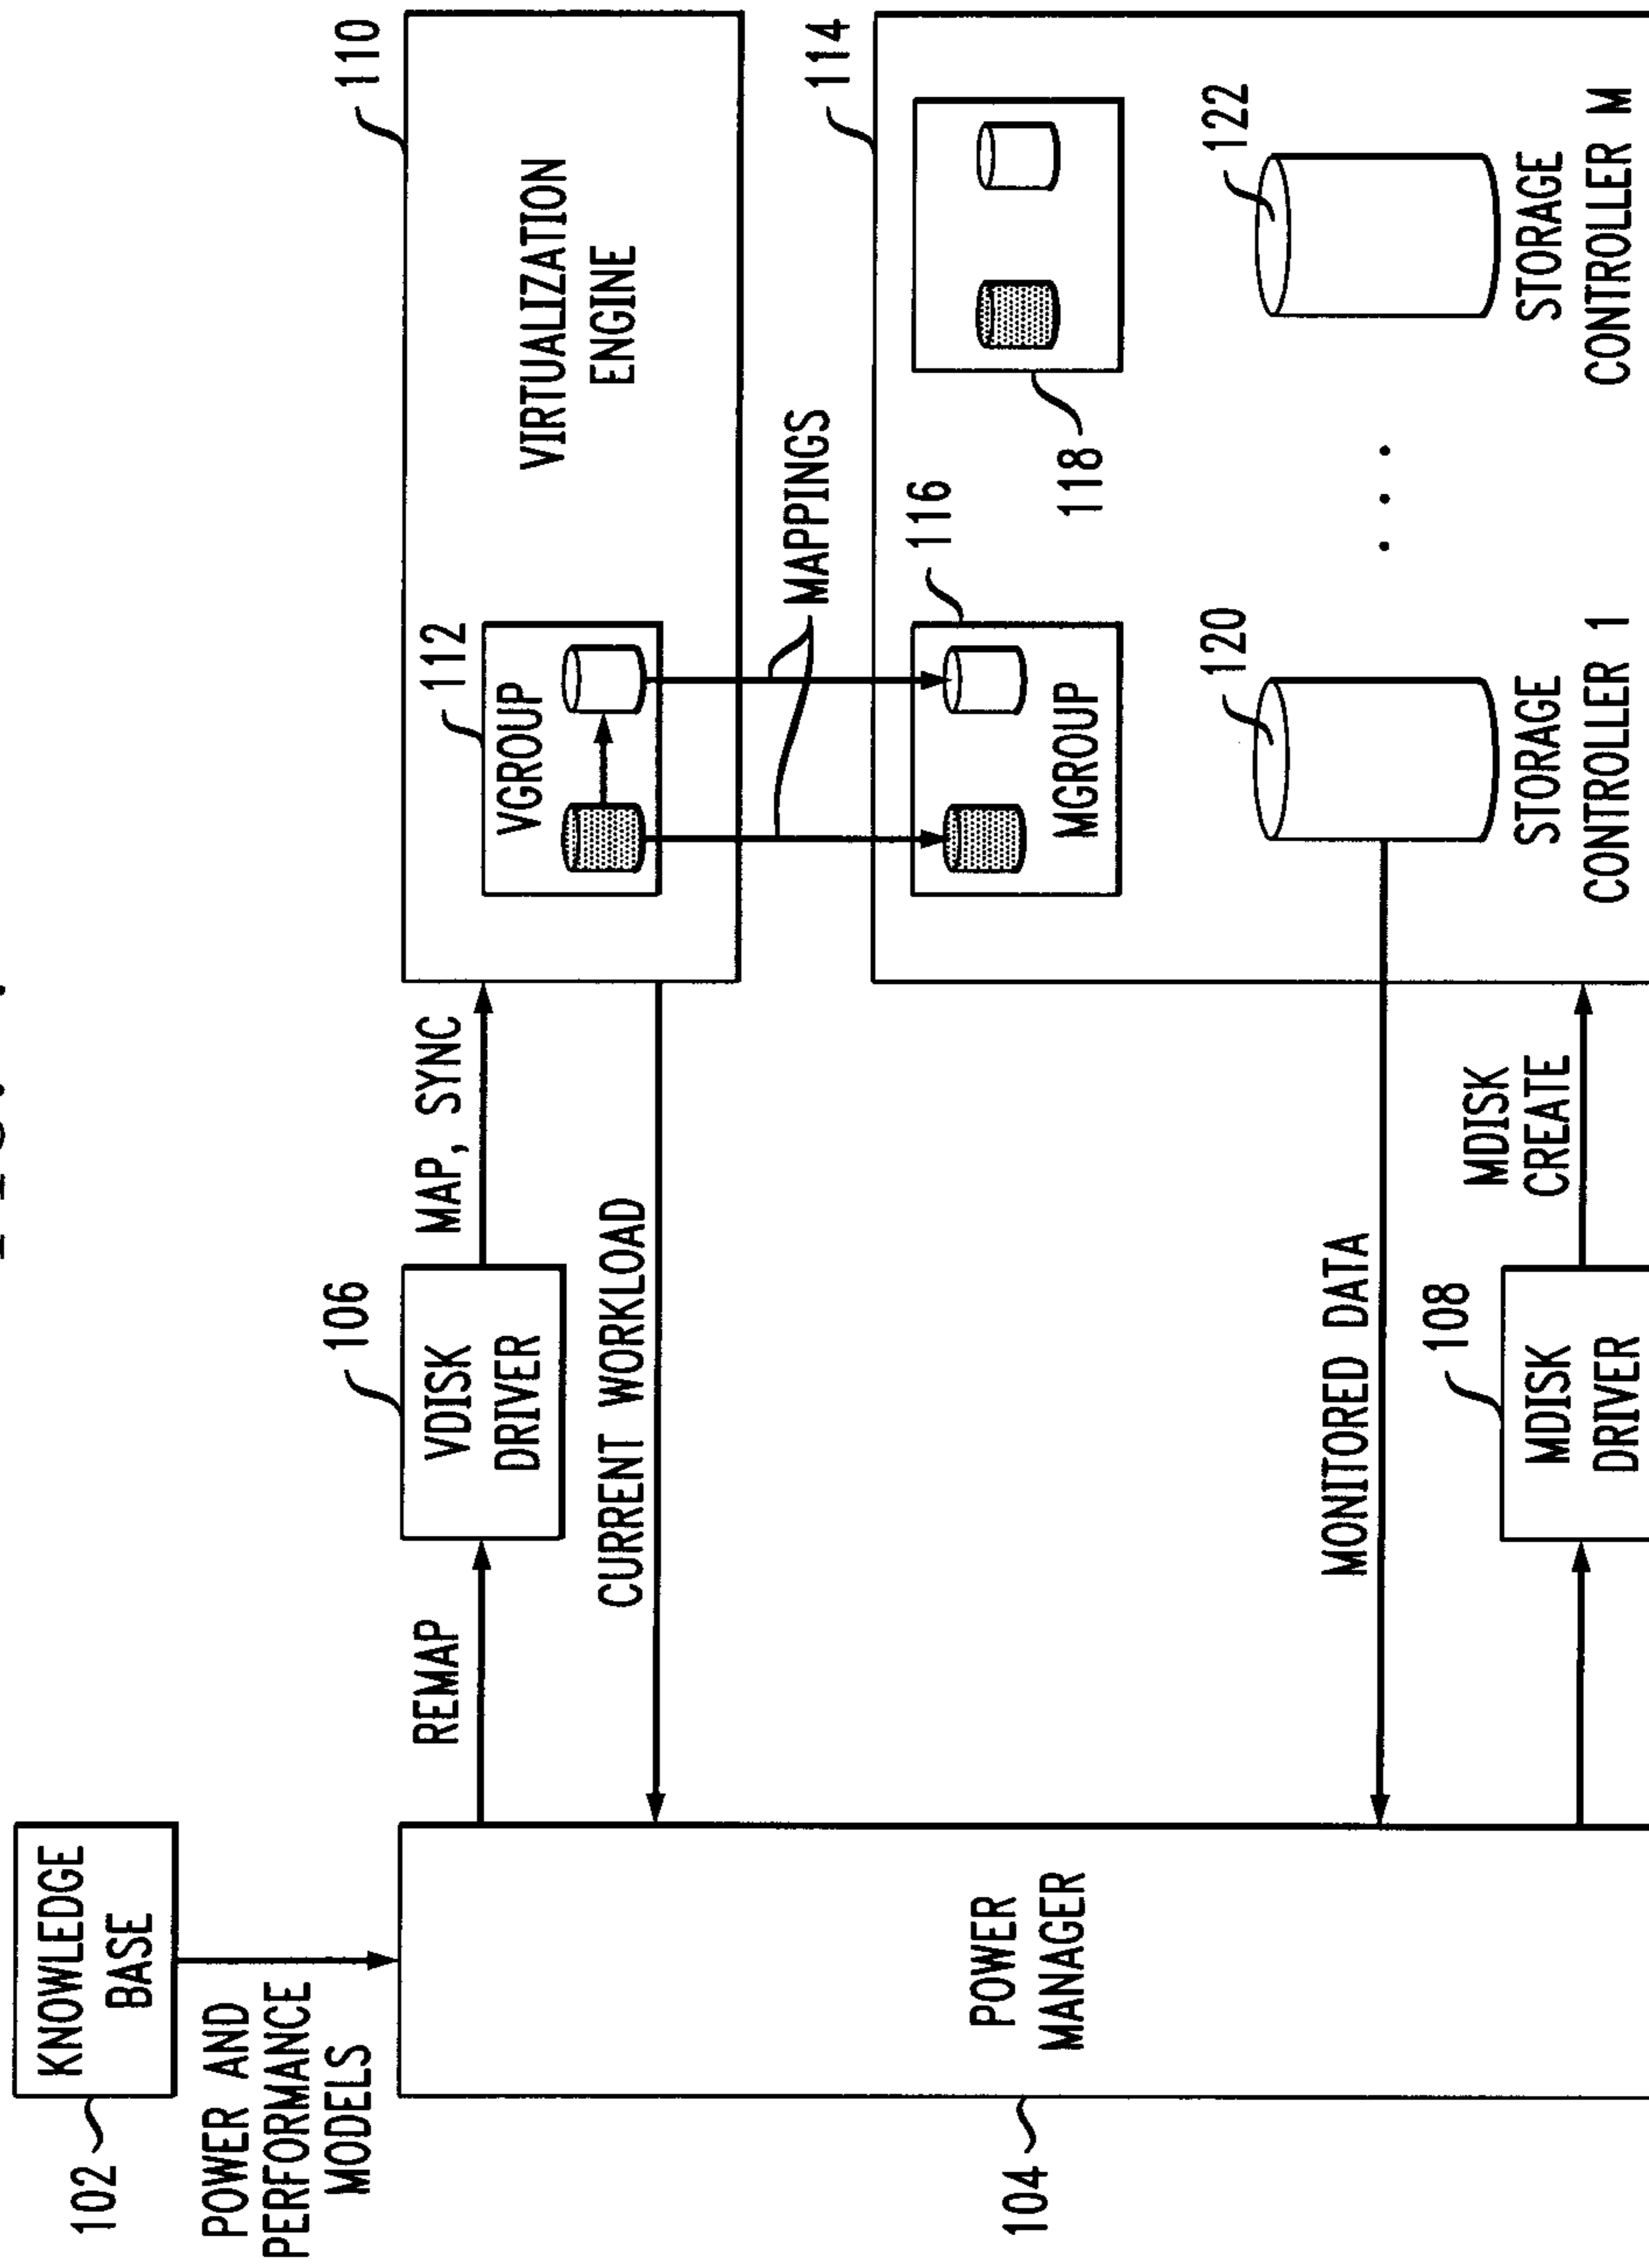 KNOWLEDGE
BASE
102
POWER AND
PERFORMANCE
MODELS
POWER
MANAGER
104
REMAP
VDISK
DRIVER
106
MAP, SYNC
CURRENT WORKLOAD
110
VIRTUALIZATION
ENGINE
112
VGROUP
MAPPINGS
114
116
MGROUP
118
120
122
. . .
STORAGE
CONTROLLER 1
STORAGE
CONTROLLER M
MONITORED DATA
108
MDISK
DRIVER
MDISK
CREATE